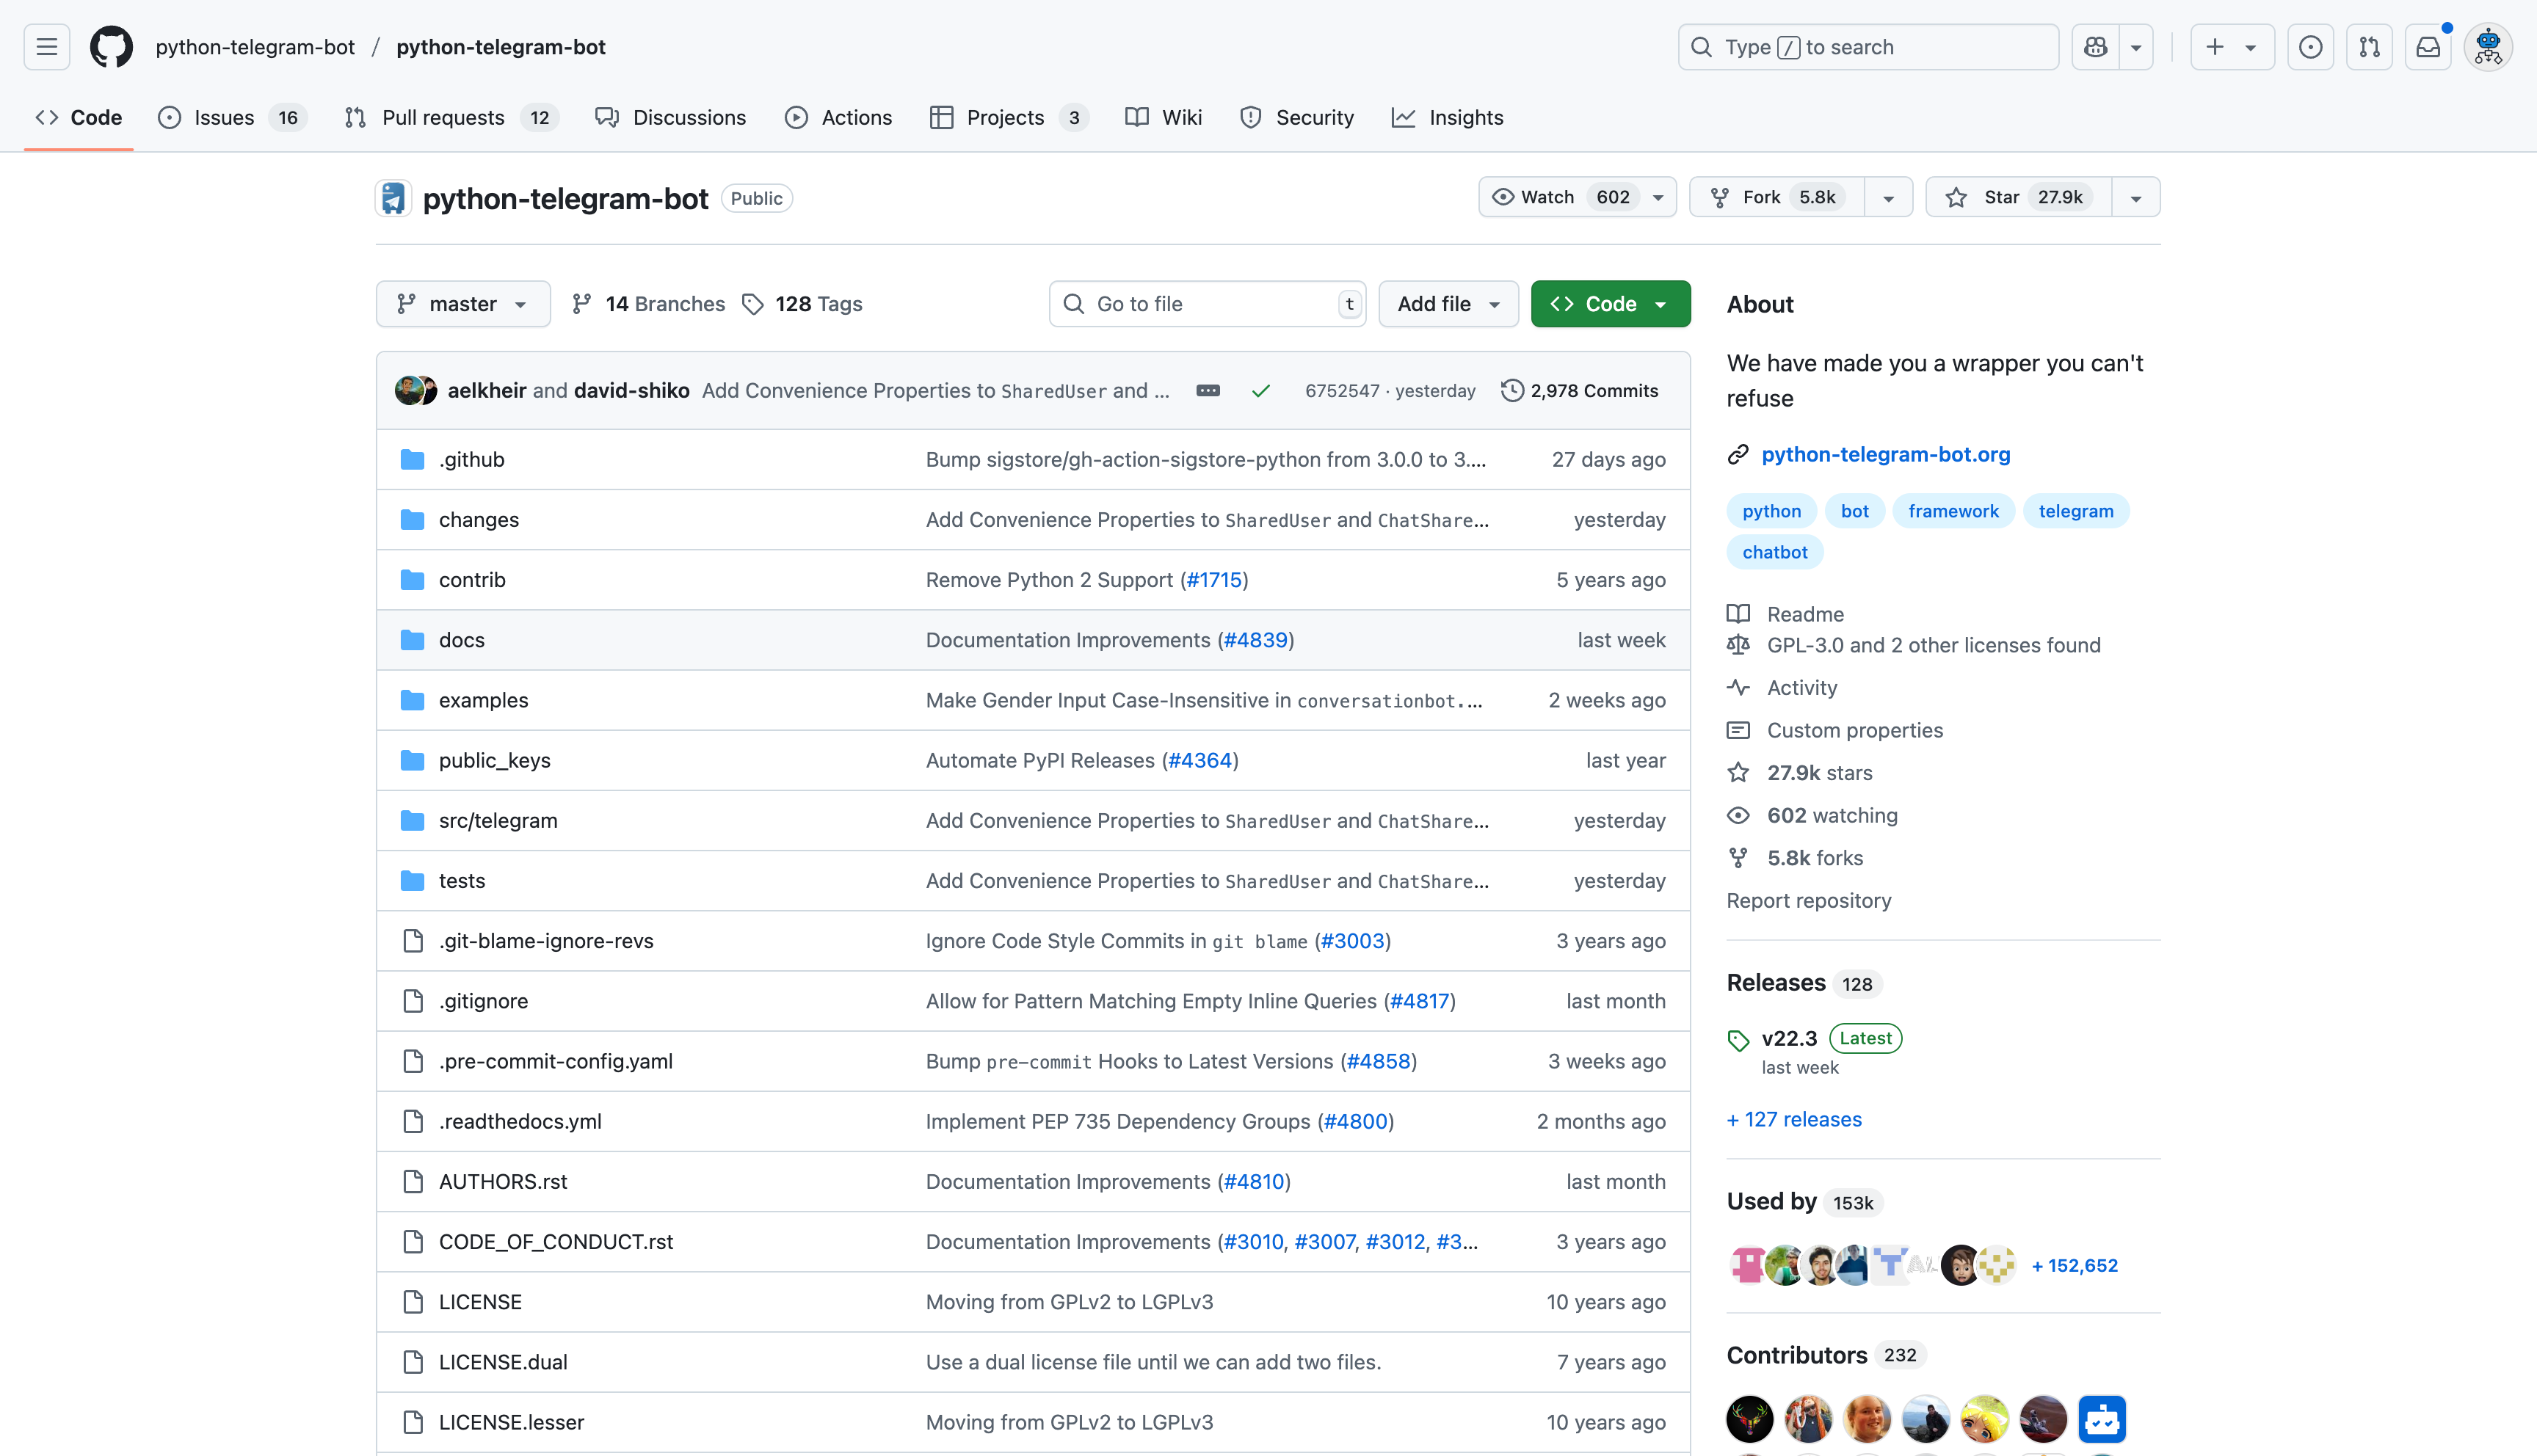 python-telegram-bot / python-telegram-bot
Type / to search
Code
Issues 16
Pull requests 12
Discussions
Actions
Projects 3
Wiki
Security
Insights
python-telegram-bot Public
Watch 602
Fork 5.8k
Star 27.9k
master
14 Branches
128 Tags
Go to file t
Add file
Code
aelkheir and david-shiko Add Convenience Properties to SharedUser and ... 6752547 · yesterday 2,978 Commits
.github Bump sigstore/gh-action-sigstore-python from 3.0.0 to 3.... 27 days ago
changes Add Convenience Properties to SharedUser and ChatShare... yesterday
contrib Remove Python 2 Support (#1715) 5 years ago
docs Documentation Improvements (#4839) last week
examples Make Gender Input Case-Insensitive in conversationbot.... 2 weeks ago
public_keys Automate PyPI Releases (#4364) last year
src/telegram Add Convenience Properties to SharedUser and ChatShare... yesterday
tests Add Convenience Properties to SharedUser and ChatShare... yesterday
.git-blame-ignore-revs Ignore Code Style Commits in git blame (#3003) 3 years ago
.gitignore Allow for Pattern Matching Empty Inline Queries (#4817) last month
.pre-commit-config.yaml Bump pre-commit Hooks to Latest Versions (#4858) 3 weeks ago
.readthedocs.yml Implement PEP 735 Dependency Groups (#4800) 2 months ago
AUTHORS.rst Documentation Improvements (#4810) last month
CODE_OF_CONDUCT.rst Documentation Improvements (#3010, #3007, #3012, #3... 3 years ago
LICENSE Moving from GPLv2 to LGPLv3 10 years ago
LICENSE.dual Use a dual license file until we can add two files. 7 years ago
LICENSE.lesser Moving from GPLv2 to LGPLv3 10 years ago
About
We have made you a wrapper you can't
refuse
python-telegram-bot.org
python bot framework telegram
chatbot
Readme
GPL-3.0 and 2 other licenses found
Activity
Custom properties
27.9k stars
602 watching
5.8k forks
Report repository
Releases 128
v22.3 Latest
last week
+ 127 releases
Used by 153k
+ 152,652
Contributors 232